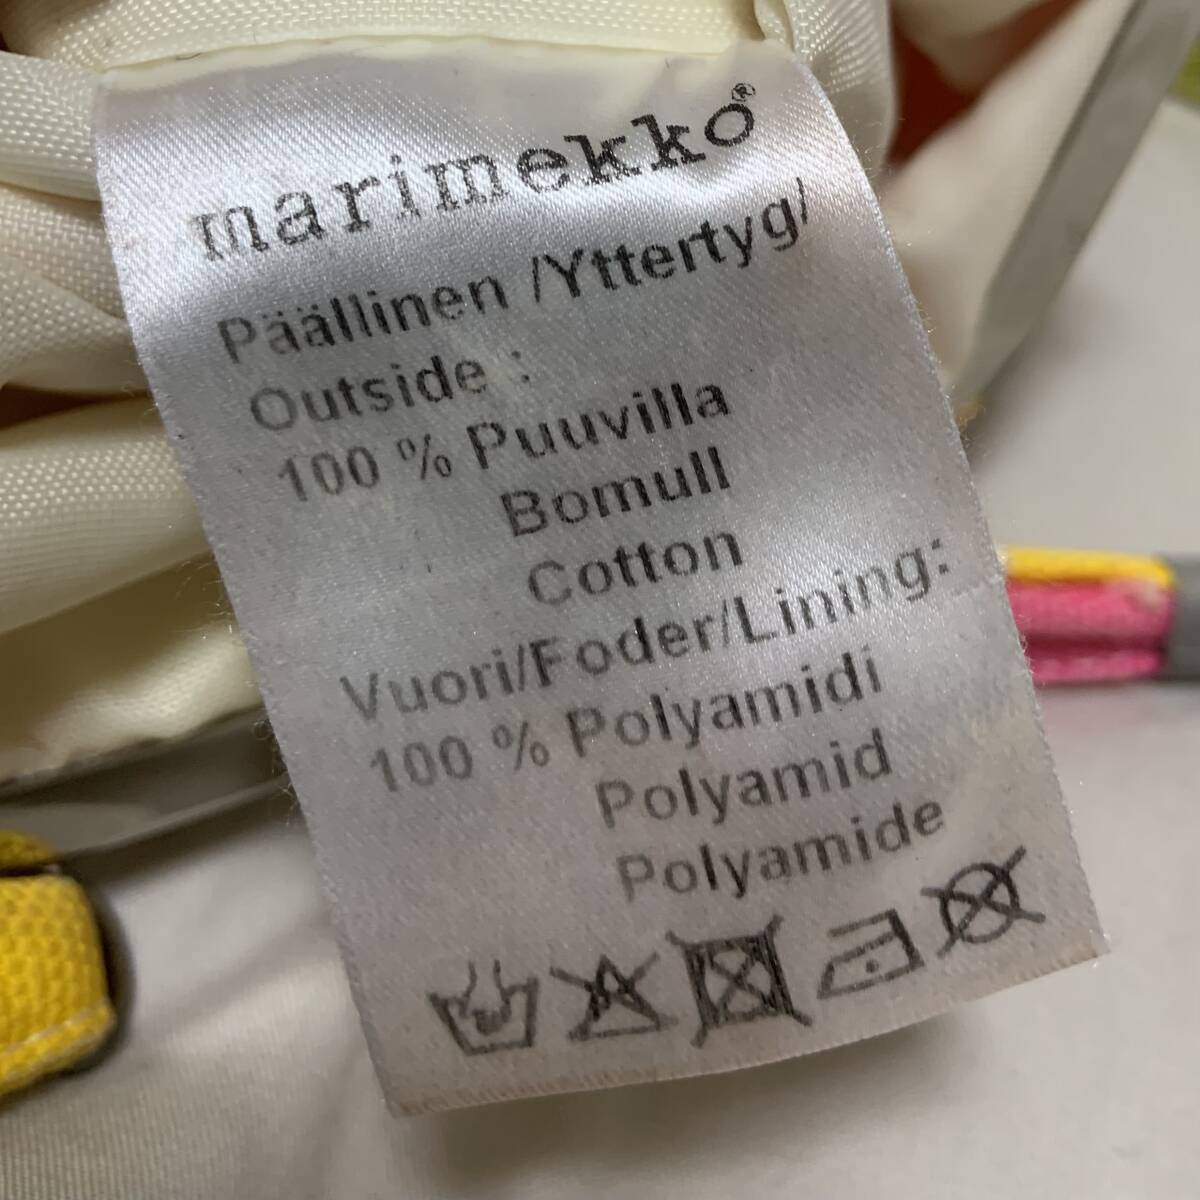 marimekko®
Päällinen /Yttertyg/
Outside :
100 % Puuvilla
Bomull
Cotton
Vuori/Foder/Lining:
100 % Polyamidi
Polyamid
Polyamide